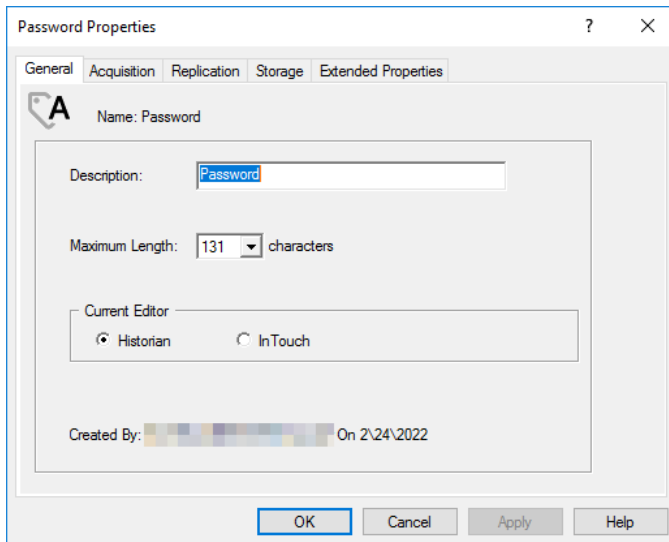 Password Properties ? ×
General Acquisition Replication Storage Extended Properties
A Name: Password
Description: Password
Maximum Length: 131 characters
Current Editor
Historian InTouch
Created By: On 2\24\2022
OK Cancel Apply Help